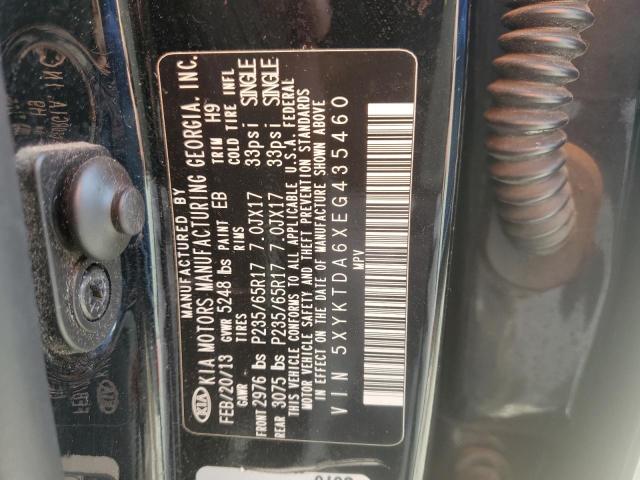 MANUFACTURED BY
KIA KIA MOTORS MANUFACTURING GEORGIA, INC.
FEB/20/13 GVWR 5248 lbs PAINT EB TRIM H9
GAWR TIRES RIMS COLD TIRE INFL
FRONT 2976 lbs P235/65R17 7.0JX17 33psi SINGLE
REAR 3075 lbs P235/65R17 7.0JX17 33psi SINGLE
THIS VEHICLE CONFORMS TO ALL APPLICABLE U.S.A. FEDERAL
MOTOR VEHICLE SAFETY AND THEFT PREVENTION STANDARDS
IN EFFECT ON THE DATE OF MANUFACTURE SHOWN ABOVE
VIN 5XYKTDA6XEG435460
MPV